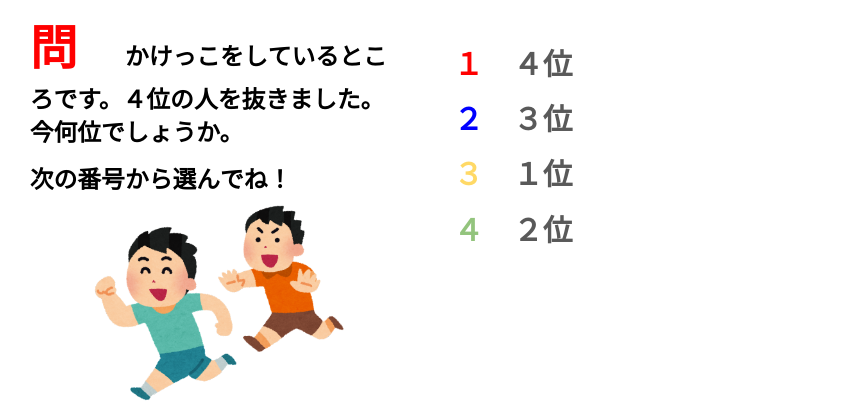 問 かけっこをしているとこ
ろです。４位の人を抜きました。
今何位でしょうか。
次の番号から選んでね！
１ ４位
２ ３位
３ １位
４ ２位